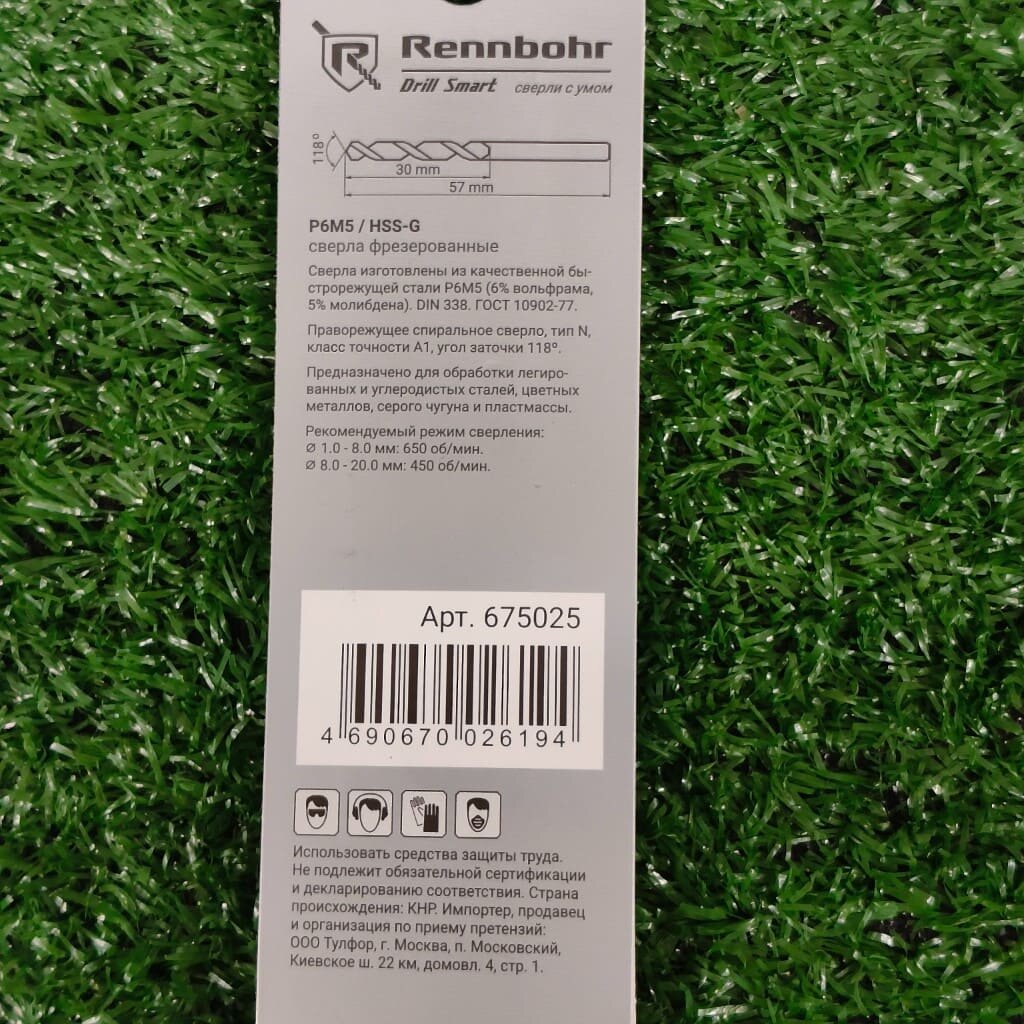 R
Rennbohr
Drill Smart сверли с умом
118º
30 mm
57 mm
Р6М5 / HSS-G
сверла фрезерованные
Сверла изготовлены из качественной бы-
строрежущей стали Р6М5 (6% вольфрама,
5% молибдена). DIN 338. ГОСТ 10902-77.
Праворежущее спиральное сверло, тип N,
класс точности А1, угол заточки 118º.
Предназначено для обработки легиро-
ванных и углеродистых сталей, цветных
металлов, серого чугуна и пластмассы.
Рекомендуемый режим сверления:
⌀ 1.0 - 8.0 мм: 650 об/мин.
⌀ 8.0 - 20.0 мм: 450 об/мин.
Арт. 675025
4 690670 026194
Использовать средства защиты труда.
Не подлежит обязательной сертификации
и декларированию соответствия. Страна
происхождения: КНР. Импортер, продавец
и организация по приему претензий:
ООО Тулфор, г. Москва, п. Московский,
Киевское ш. 22 км, домовл. 4, стр. 1.